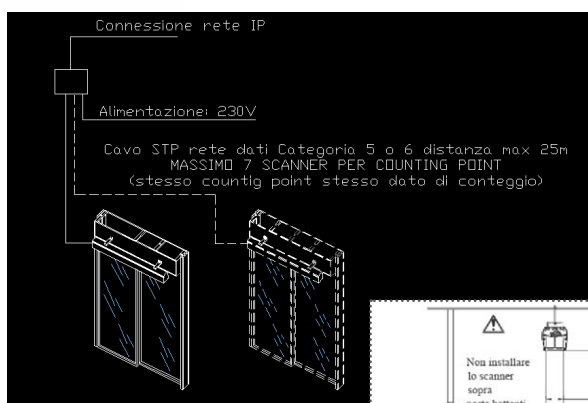 Connessione rete IP
Alimentazione: 230V
Cavo STP rete dati Categoria 5 o 6 distanza max 25m
MASSIMO 7 SCANNER PER COUNTING POINT
(stesso countig point stesso dato di conteggio)
Non installare
lo scanner
sopra